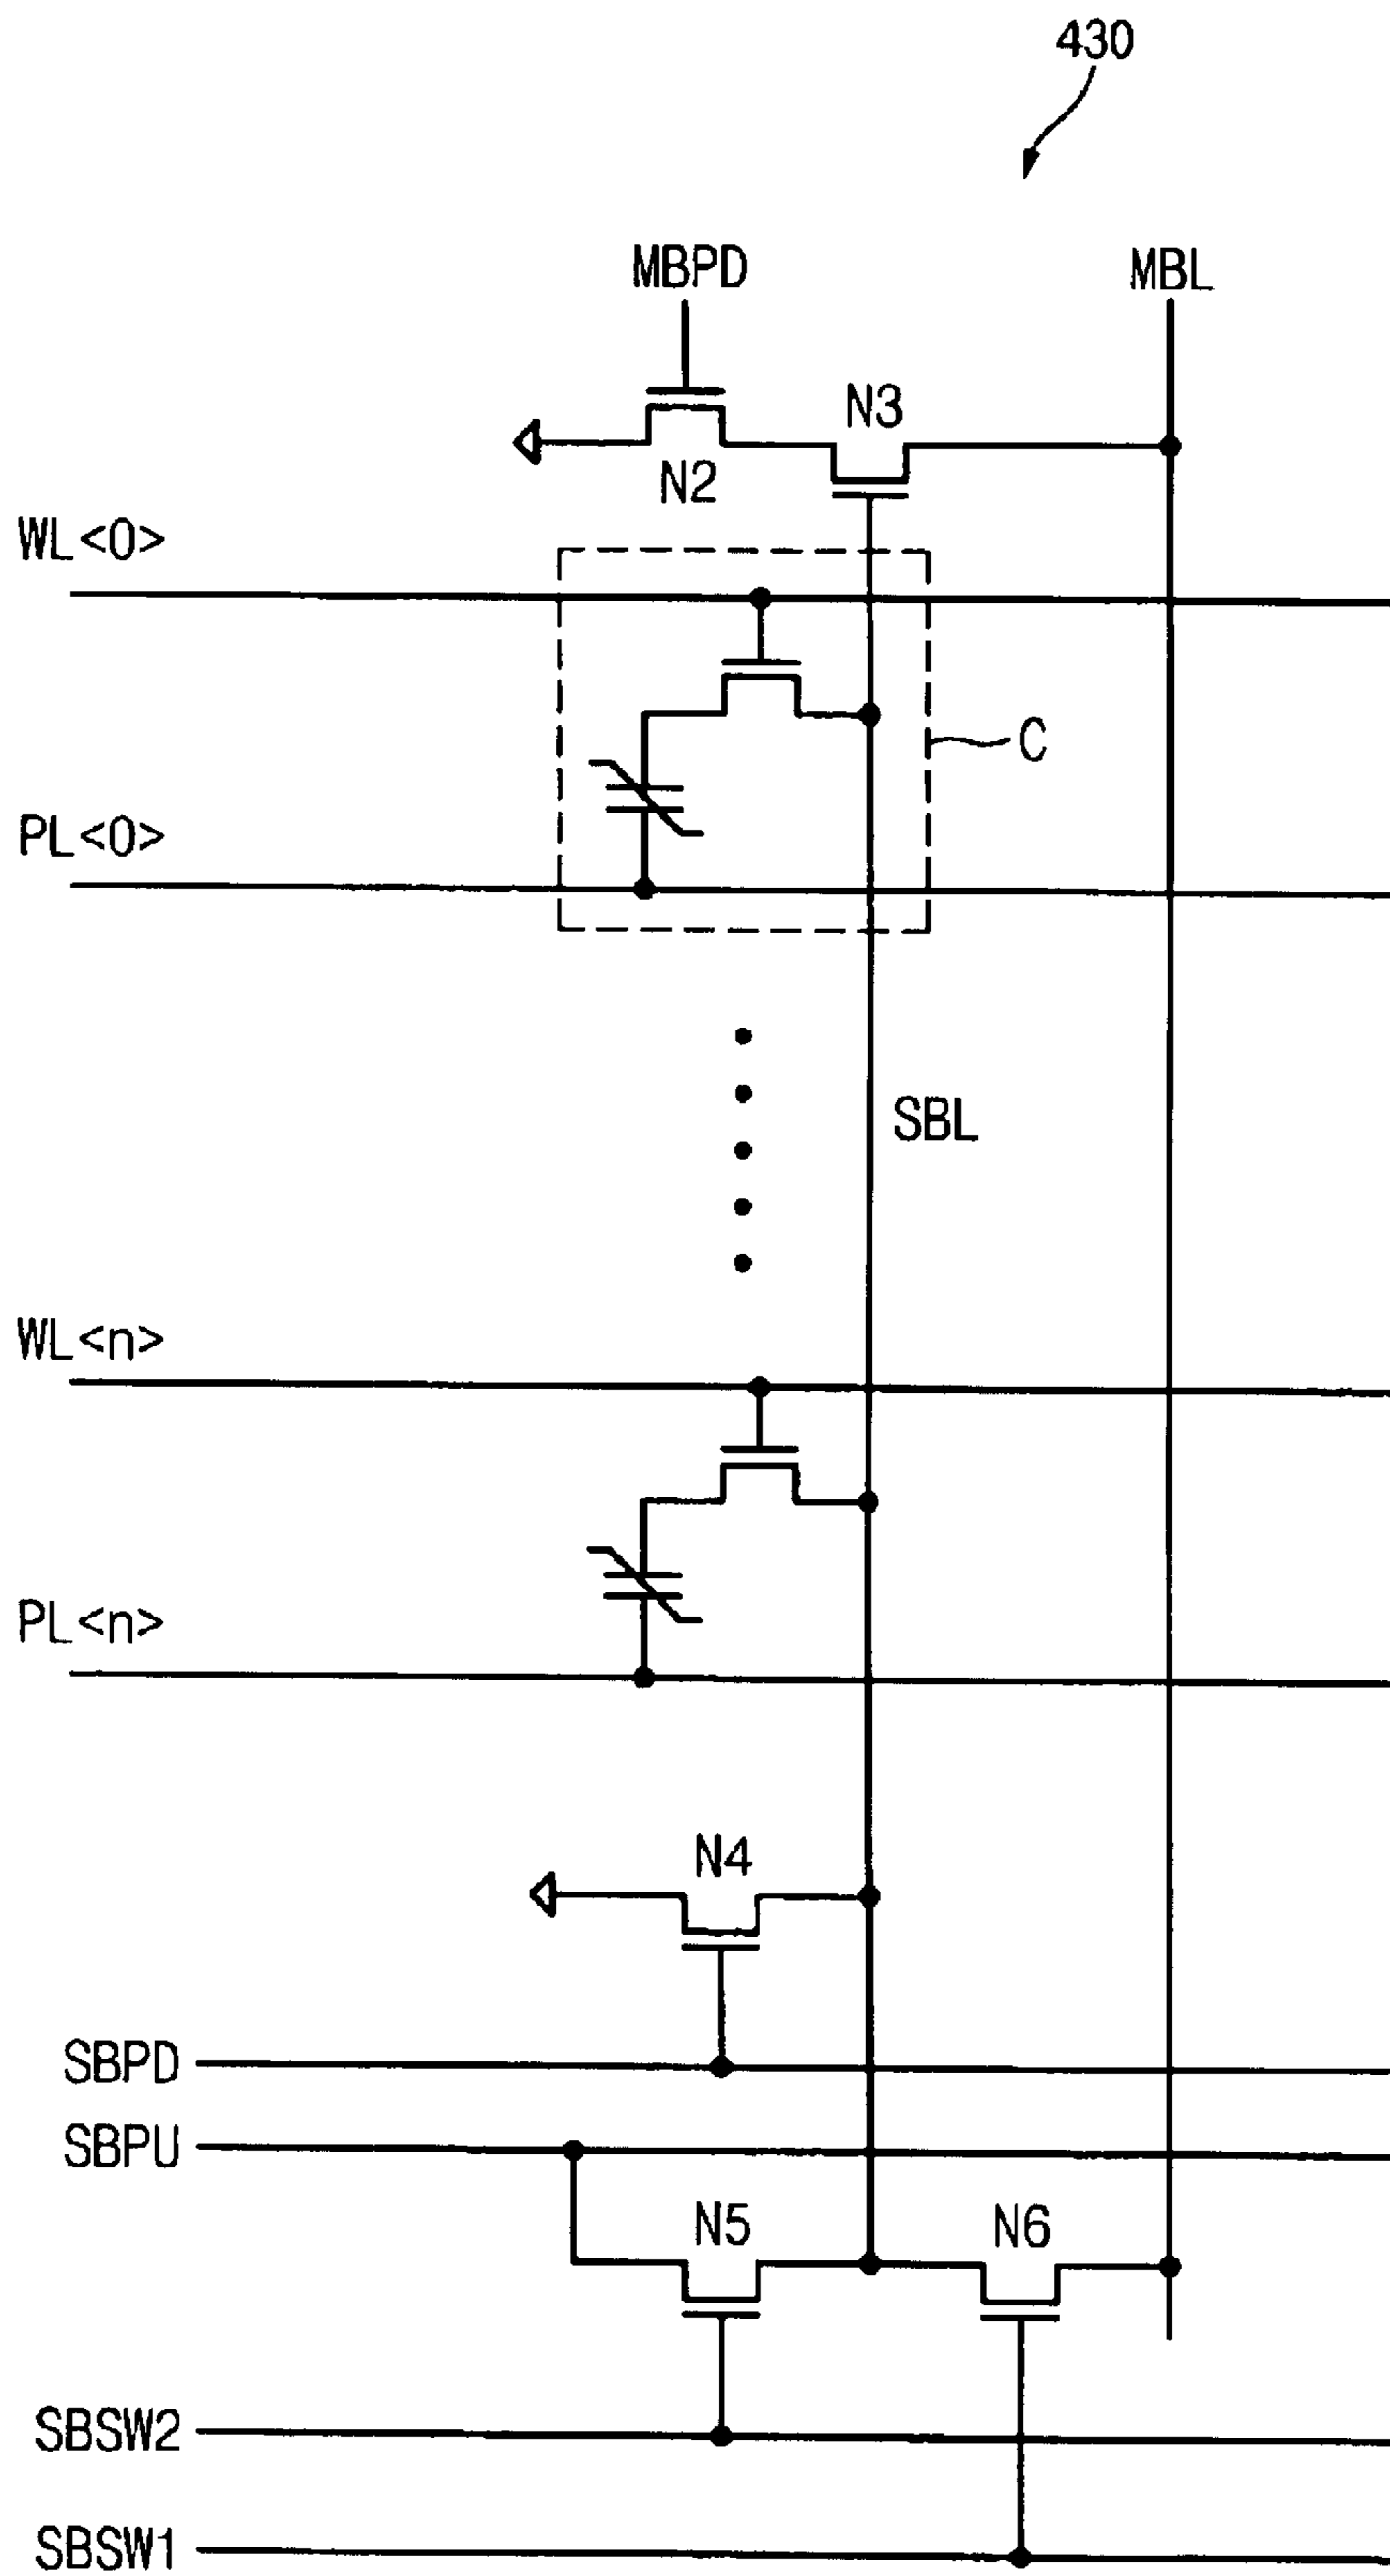 430
MBPD
MBL
N3
N2
WL<0>
C
PL<0>
SBL
WL<n>
PL<n>
N4
SBPD
SBPU
N5
N6
SBSW2
SBSW1